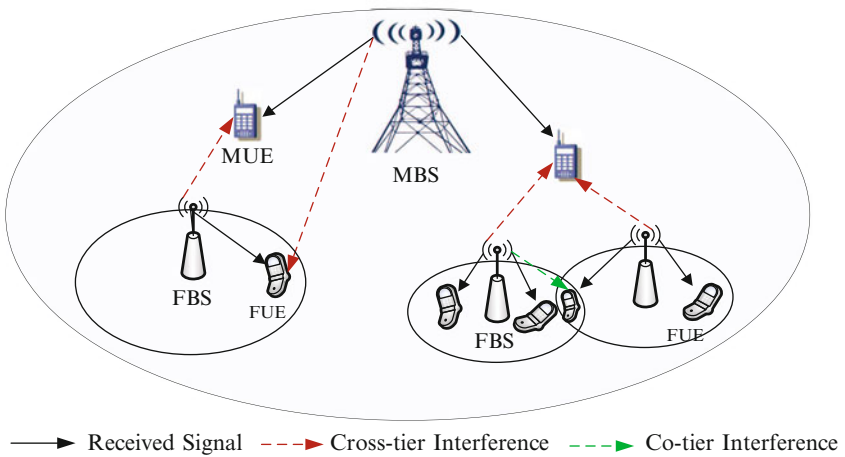 MUE
MBS
FBS
FUE
FBS
FUE
Received Signal
Cross-tier Interference
Co-tier Interference